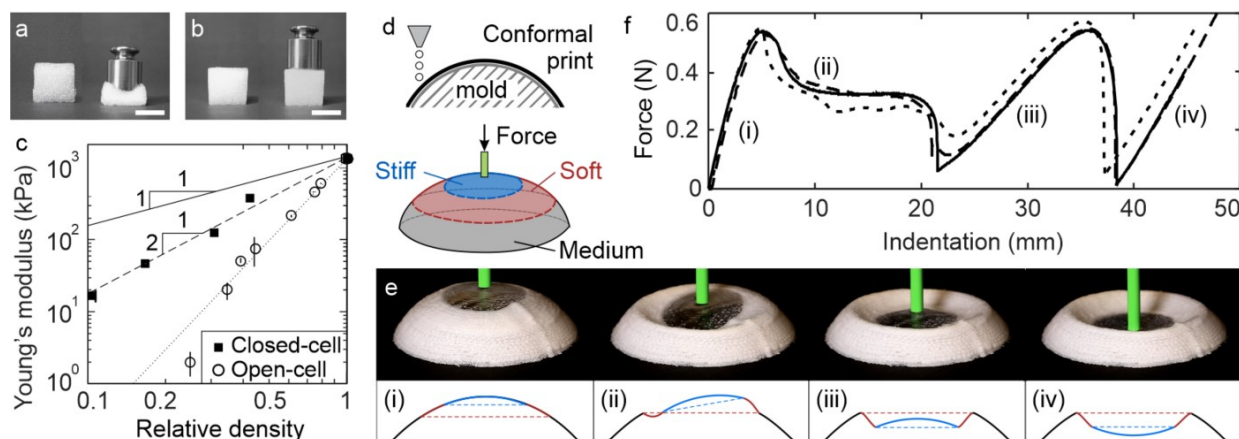 a
b
c
Young's modulus (kPa)
10³
10²
10¹
10⁰
1
1
1
2
Closed-cell
Open-cell
0.1
0.2
0.5
1
Relative density
d
Conformal
print
mold
Force
Stiff
Soft
Medium
f
Force (N)
0.6
0.4
0.2
0
(i)
(ii)
(iii)
(iv)
0
10
20
30
40
50
Indentation (mm)
e
(i)
(ii)
(iii)
(iv)